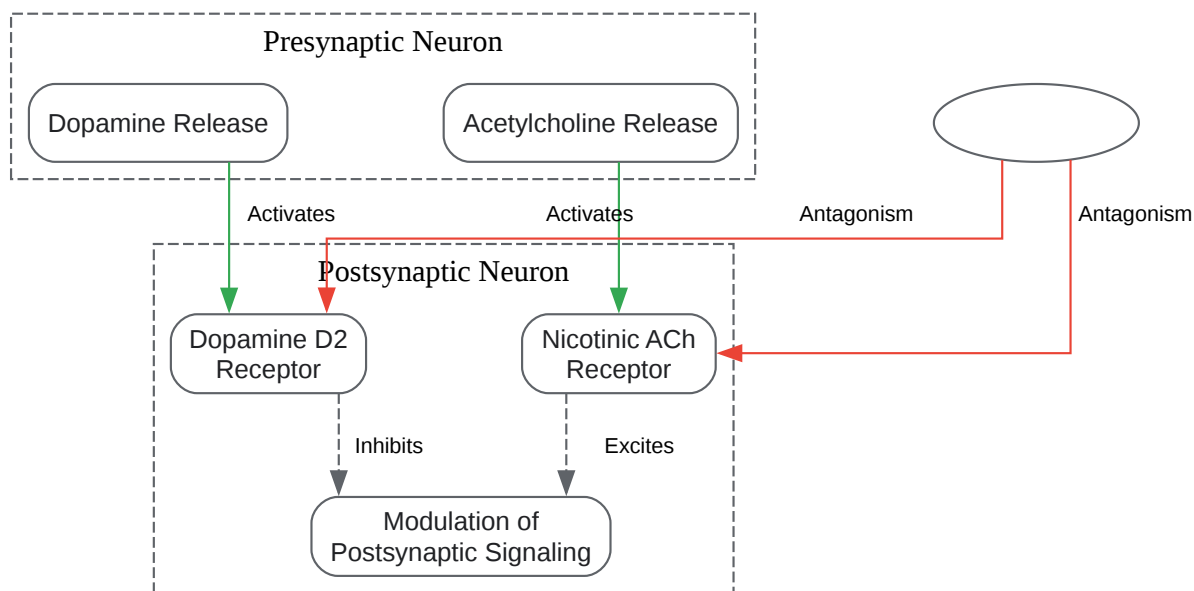 Presynaptic Neuron
Dopamine Release
Acetylcholine Release
Activates
Activates
Antagonism
Antagonism
Postsynaptic Neuron
Dopamine D2
Receptor
Nicotinic ACh
Receptor
Inhibits
Excites
Modulation of
Postsynaptic Signaling